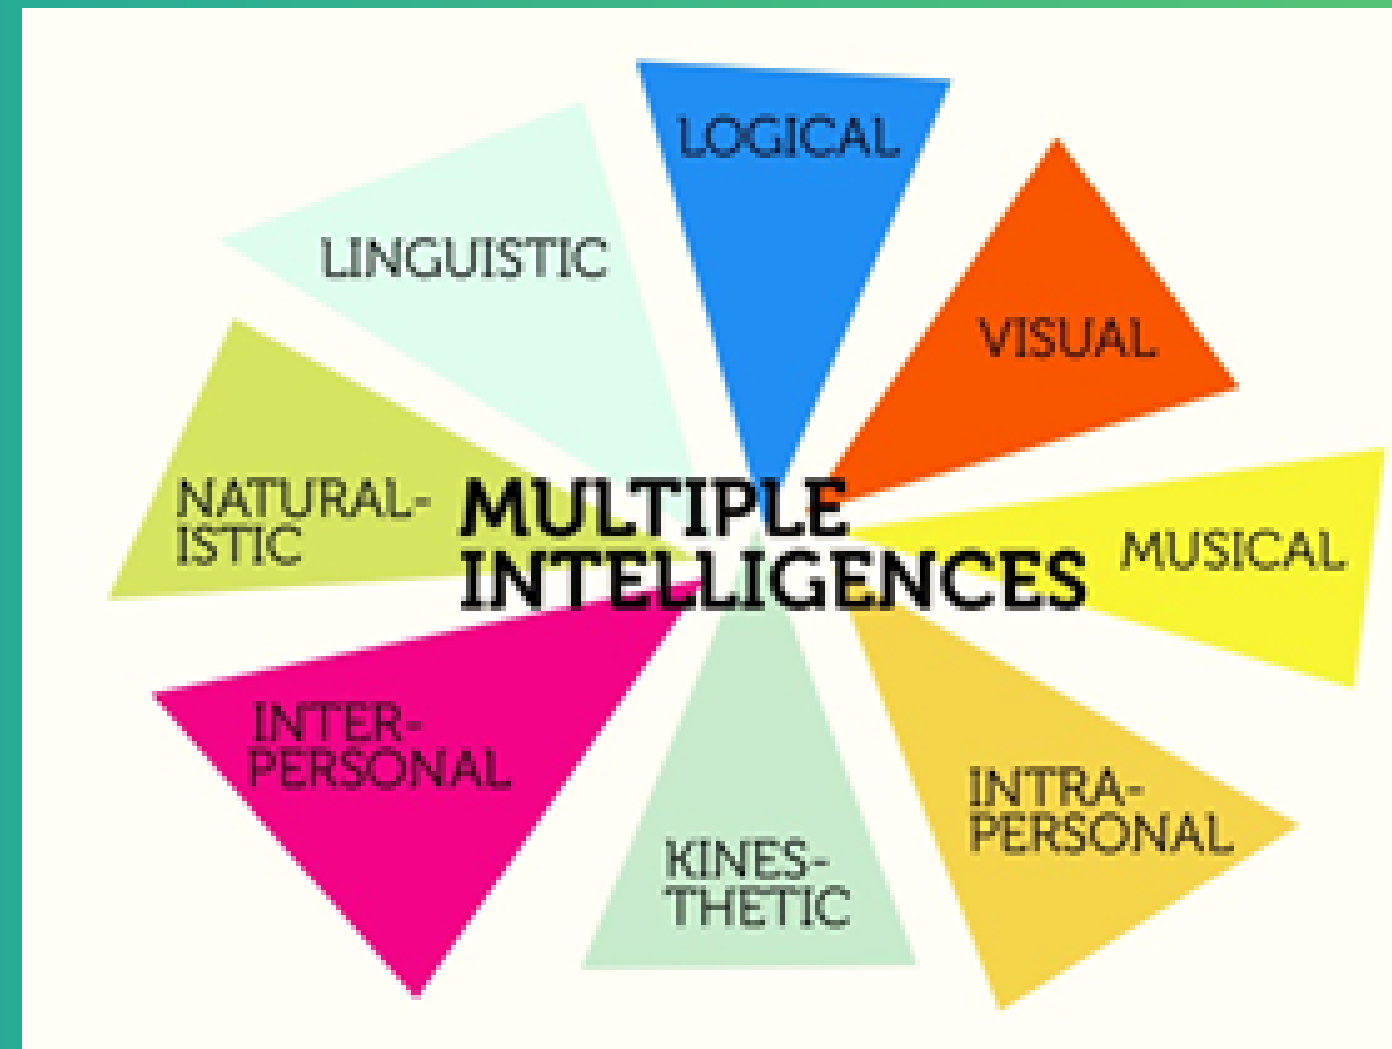 LOGICAL
LINGUISTIC
VISUAL
NATURAL-
ISTIC
MULTIPLE
INTELLIGENCES
MUSICAL
INTER-
PERSONAL
INTRA-
PERSONAL
KINES-
THETIC